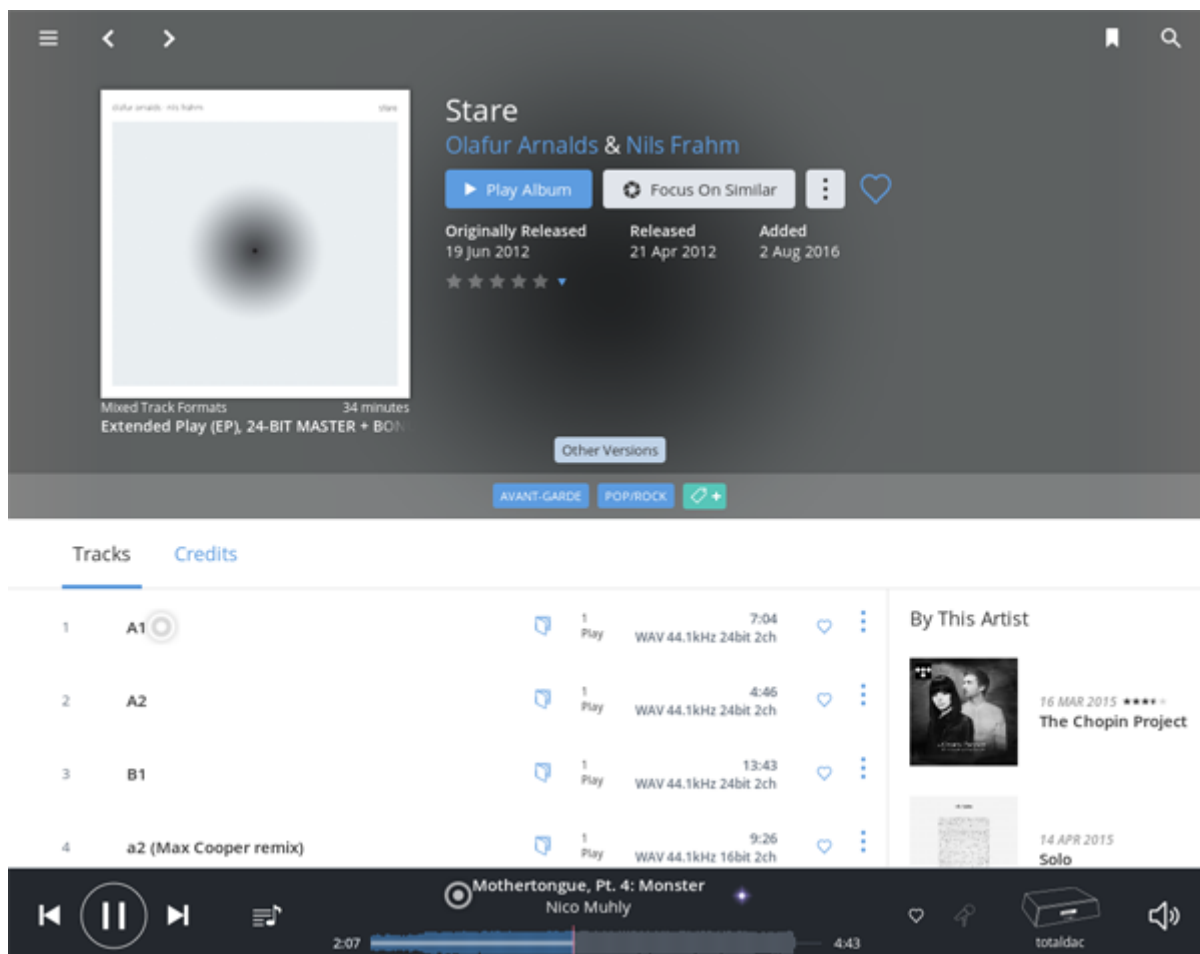 olafur arnalds · nils frahm
stare
Stare
Olafur Arnalds & Nils Frahm
Play Album
Focus On Similar
Originally Released
Released
Added
19 Jun 2012
21 Apr 2012
2 Aug 2016
Mixed Track Formats
34 minutes
Extended Play (EP), 24-BIT MASTER + BON
Other Versions
AVANT-GARDE
POP/ROCK
Tracks
Credits
1
A1
1
Play
7:04
WAV 44.1kHz 24bit 2ch
2
A2
1
Play
4:46
WAV 44.1kHz 24bit 2ch
3
B1
1
Play
13:43
WAV 44.1kHz 24bit 2ch
4
a2 (Max Cooper remix)
1
Play
9:26
WAV 44.1kHz 16bit 2ch
By This Artist
16 MAR 2015
The Chopin Project
14 APR 2015
Solo
Mothertongue, Pt. 4: Monster
Nico Muhly
2:07
4:43
totaldac